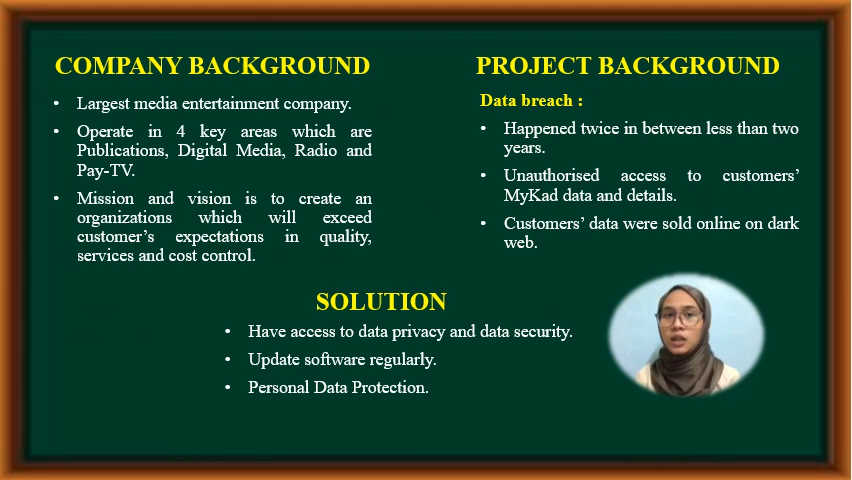 COMPANY BACKGROUND
• Largest media entertainment company.
• Operate in 4 key areas which are
Publications, Digital Media, Radio and
Pay-TV.
• Mission and vision is to create an
organizations which will exceed
customer’s expectations in quality,
services and cost control.
PROJECT BACKGROUND
Data breach :
• Happened twice in between less than two
years.
• Unauthorised access to customers’
MyKad data and details.
• Customers’ data were sold online on dark
web.
SOLUTION
• Have access to data privacy and data security.
• Update software regularly.
• Personal Data Protection.